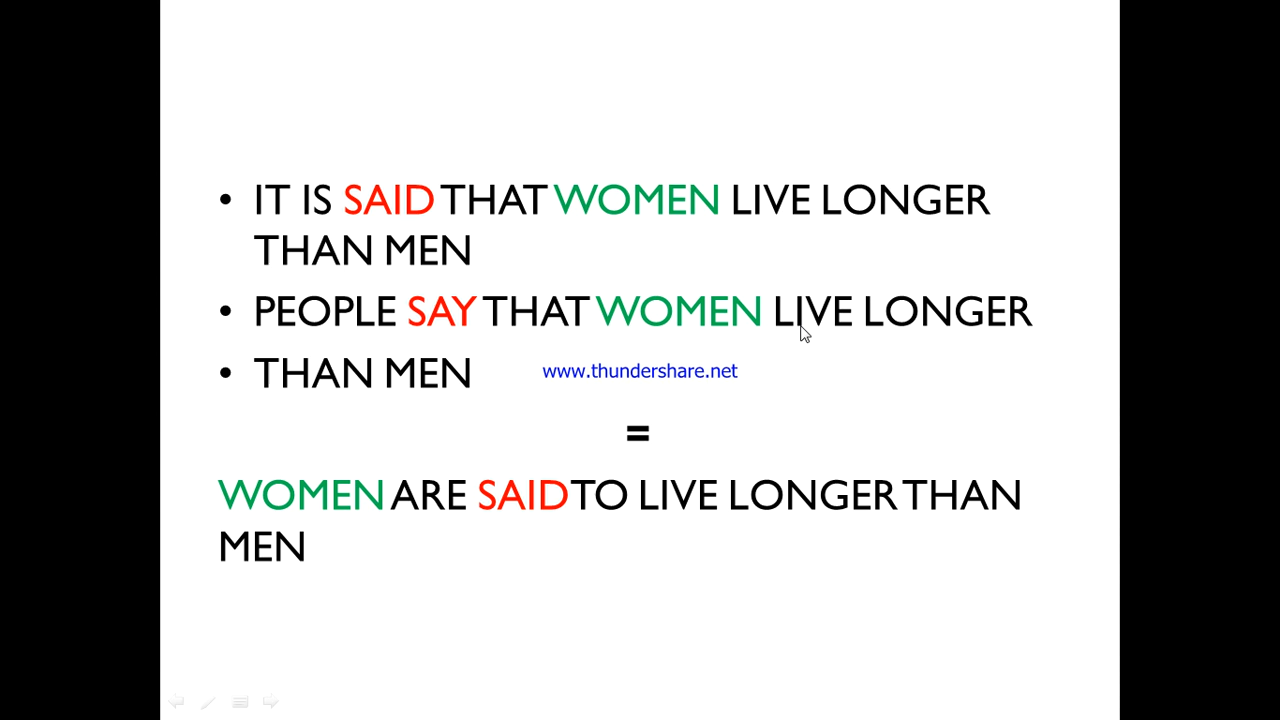 • IT IS SAID THAT WOMEN LIVE LONGER
THAN MEN
• PEOPLE SAY THAT WOMEN LIVE LONGER
• THAN MEN
www.thundershare.net
=
WOMEN ARE SAID TO LIVE LONGER THAN
MEN